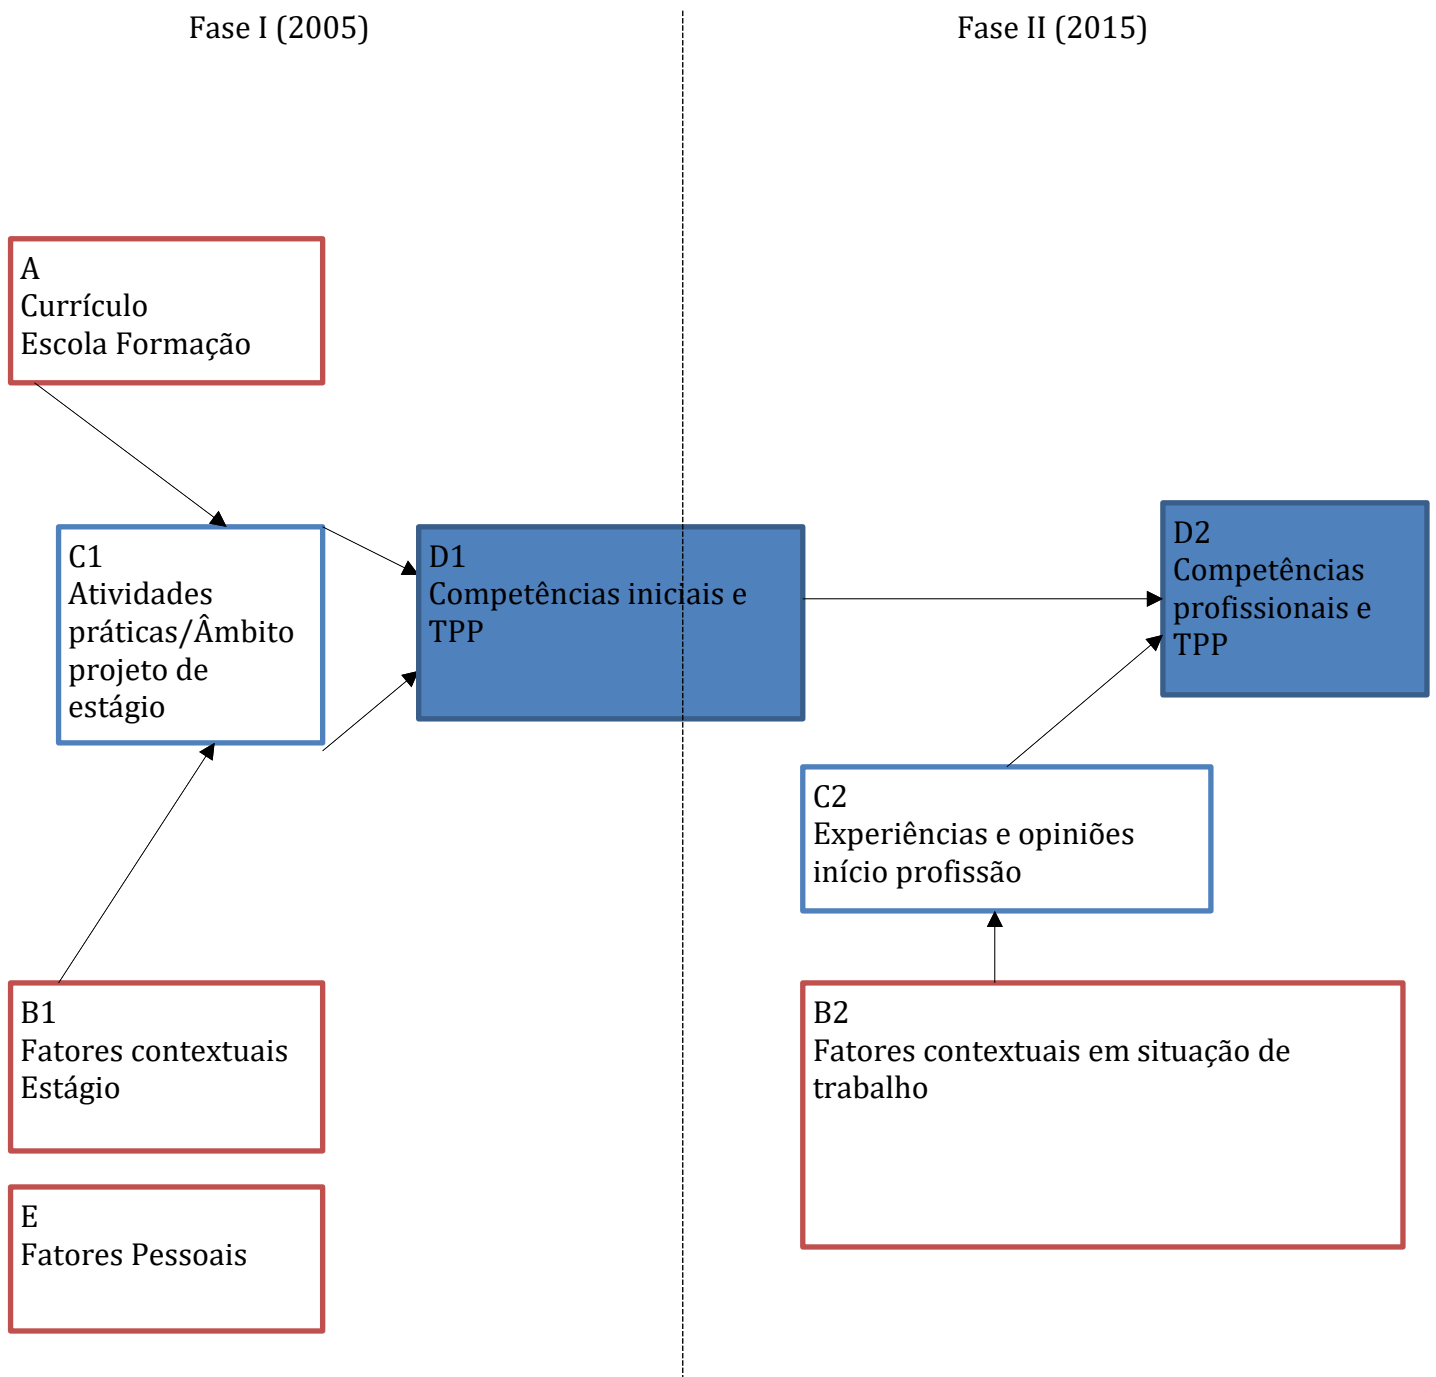 Fase I (2005)
Fase II (2015)
A
Currículo
Escola Formação
C1
Atividades
práticas/Âmbito
projeto de
estágio
D1
Competências iniciais e
TPP
D2
Competências
profissionais e
TPP
C2
Experiências e opiniões
início profissão
B1
Fatores contextuais
Estágio
B2
Fatores contextuais em situação de
trabalho
E
Fatores Pessoais